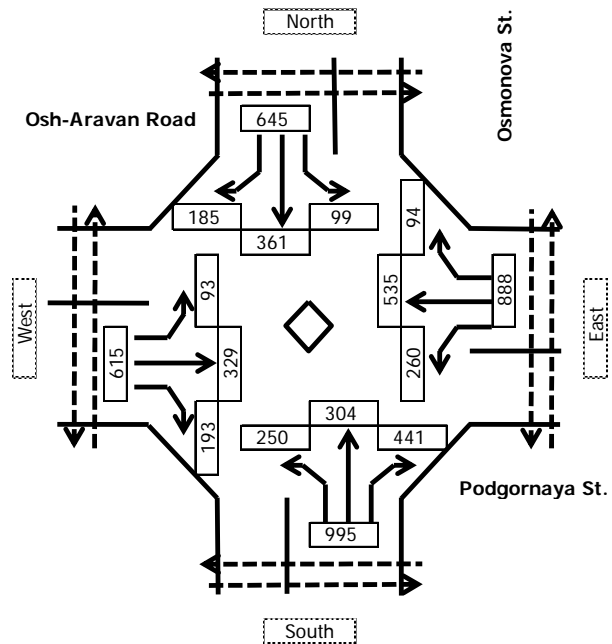 North
Osmonova St.
Osh-Aravan Road
645
185
361
99
94
93
535
888
260
West
615
329
193
East
304
250
441
Podgornaya St.
995
South